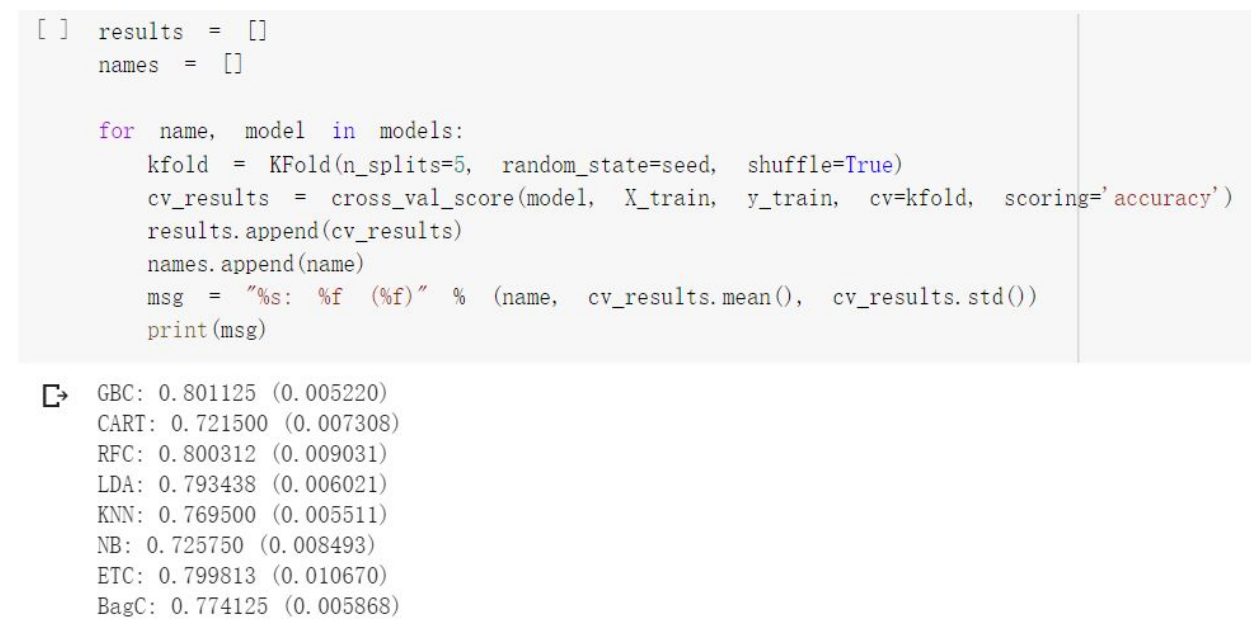 [ ] results = []
names = []
for name, model in models:
kfold = KFold(n_splits=5, random_state=seed, shuffle=True)
cv_results = cross_val_score(model, X_train, y_train, cv=kfold, scoring='accuracy')
results.append(cv_results)
names.append(name)
msg = "%s: %f (%f)" % (name, cv_results.mean(), cv_results.std())
print(msg)
GBC: 0.801125 (0.005220)
CART: 0.721500 (0.007308)
RFC: 0.800312 (0.009031)
LDA: 0.793438 (0.006021)
KNN: 0.769500 (0.005511)
NB: 0.725750 (0.008493)
ETC: 0.799813 (0.010670)
BagC: 0.774125 (0.005868)